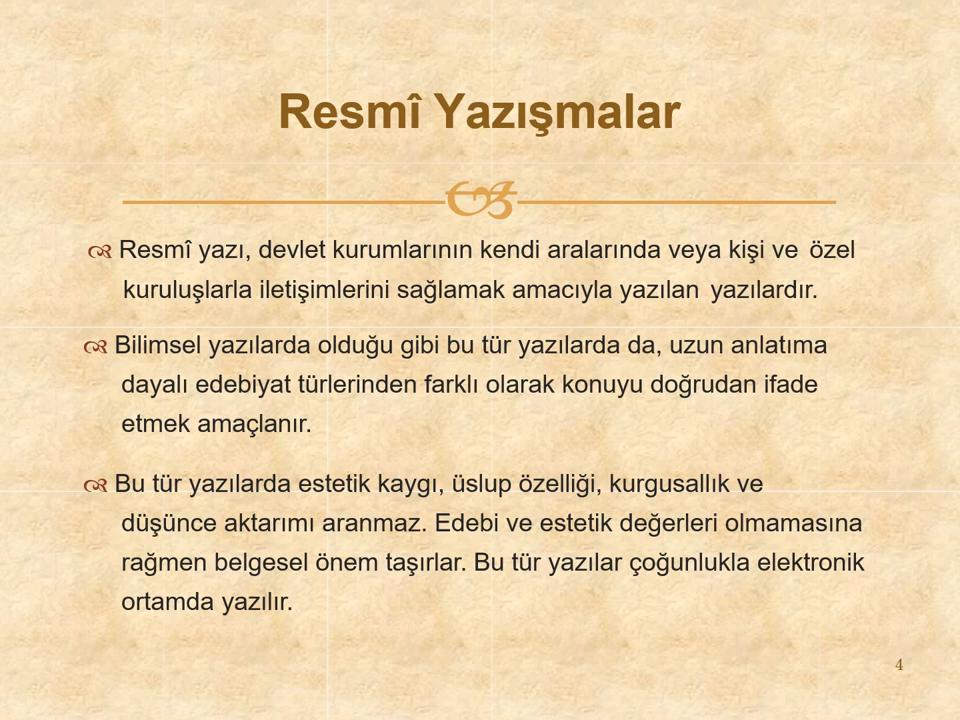 Resmî Yazışmalar
Resmî yazı, devlet kurumlarının kendi aralarında veya kişi ve özel
kuruluşlarla iletişimlerini sağlamak amacıyla yazılan yazılardır.
Bilimsel yazılarda olduğu gibi bu tür yazılarda da, uzun anlatıma
dayalı edebiyat türlerinden farklı olarak konuyu doğrudan ifade
etmek amaçlanır.
Bu tür yazılarda estetik kaygı, üslup özelliği, kurgusallık ve
düşünce aktarımı aranmaz. Edebi ve estetik değerleri olmamasına
rağmen belgesel önem taşırlar. Bu tür yazılar çoğunlukla elektronik
ortamda yazılır.
4